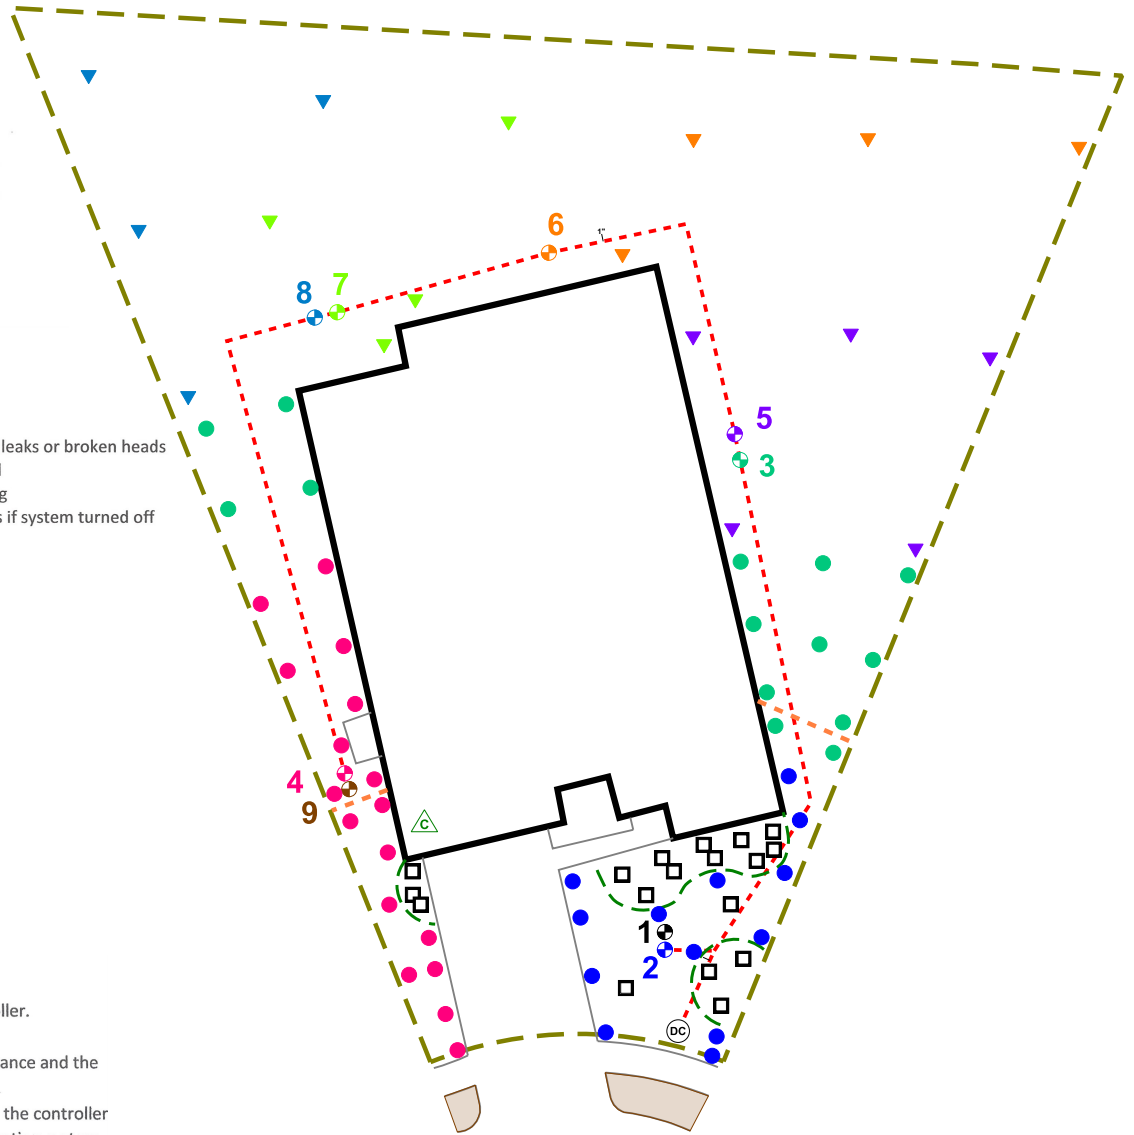 6
1"
8
7
5
3
leaks or broken heads
g
s if system turned off
4
9
C
1
2
DC
ller.
ance and the
the controller